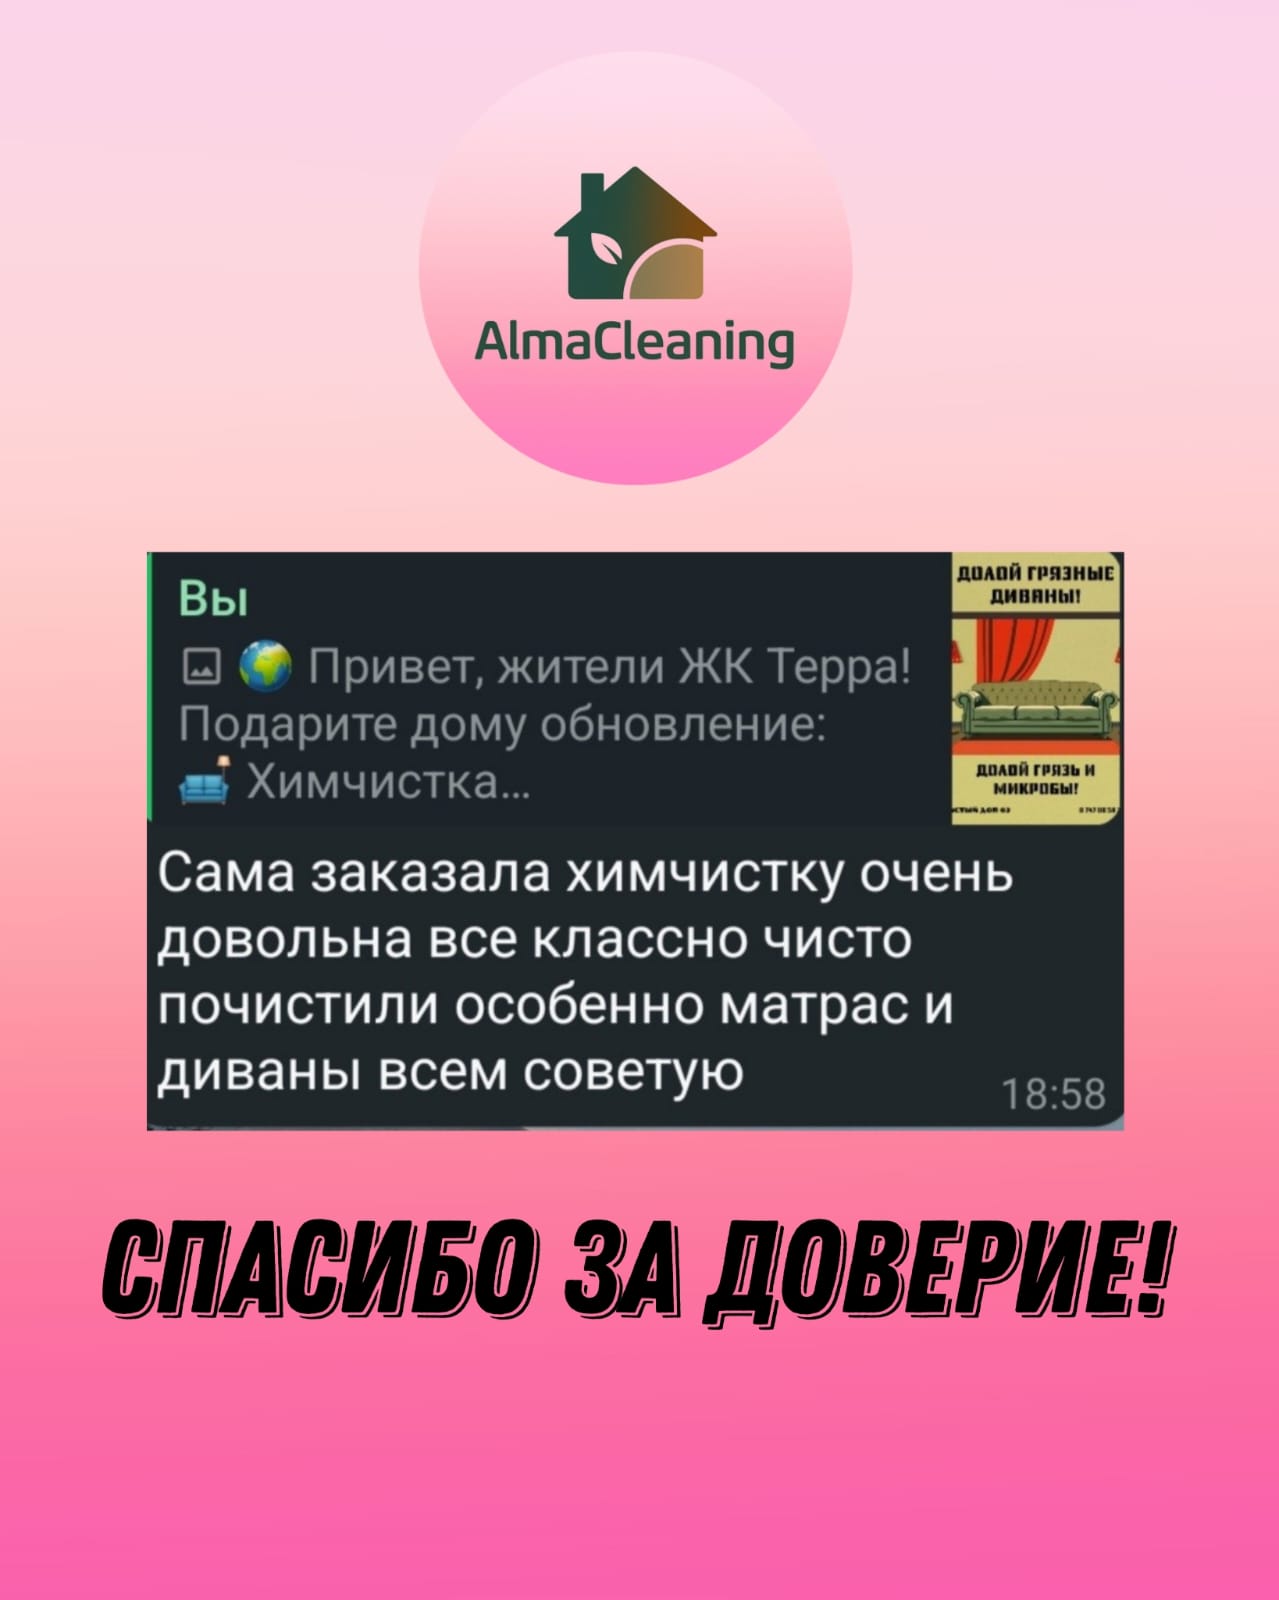 AlmaCleaning
Вы
Привет, жители ЖК Терра!
Подарите дому обновление:
Химчистка...
ДОЛОЙ ГРЯЗНЫЕ
ДИВАНЫ!
ДОЛОЙ ГРЯЗЬ И
МИКРОБЫ!
Сама заказала химчистку очень
довольна все классно чисто
почистили особенно матрас и
диваны всем советую
18:58
СПАСИБО ЗА ДОВЕРИЕ!